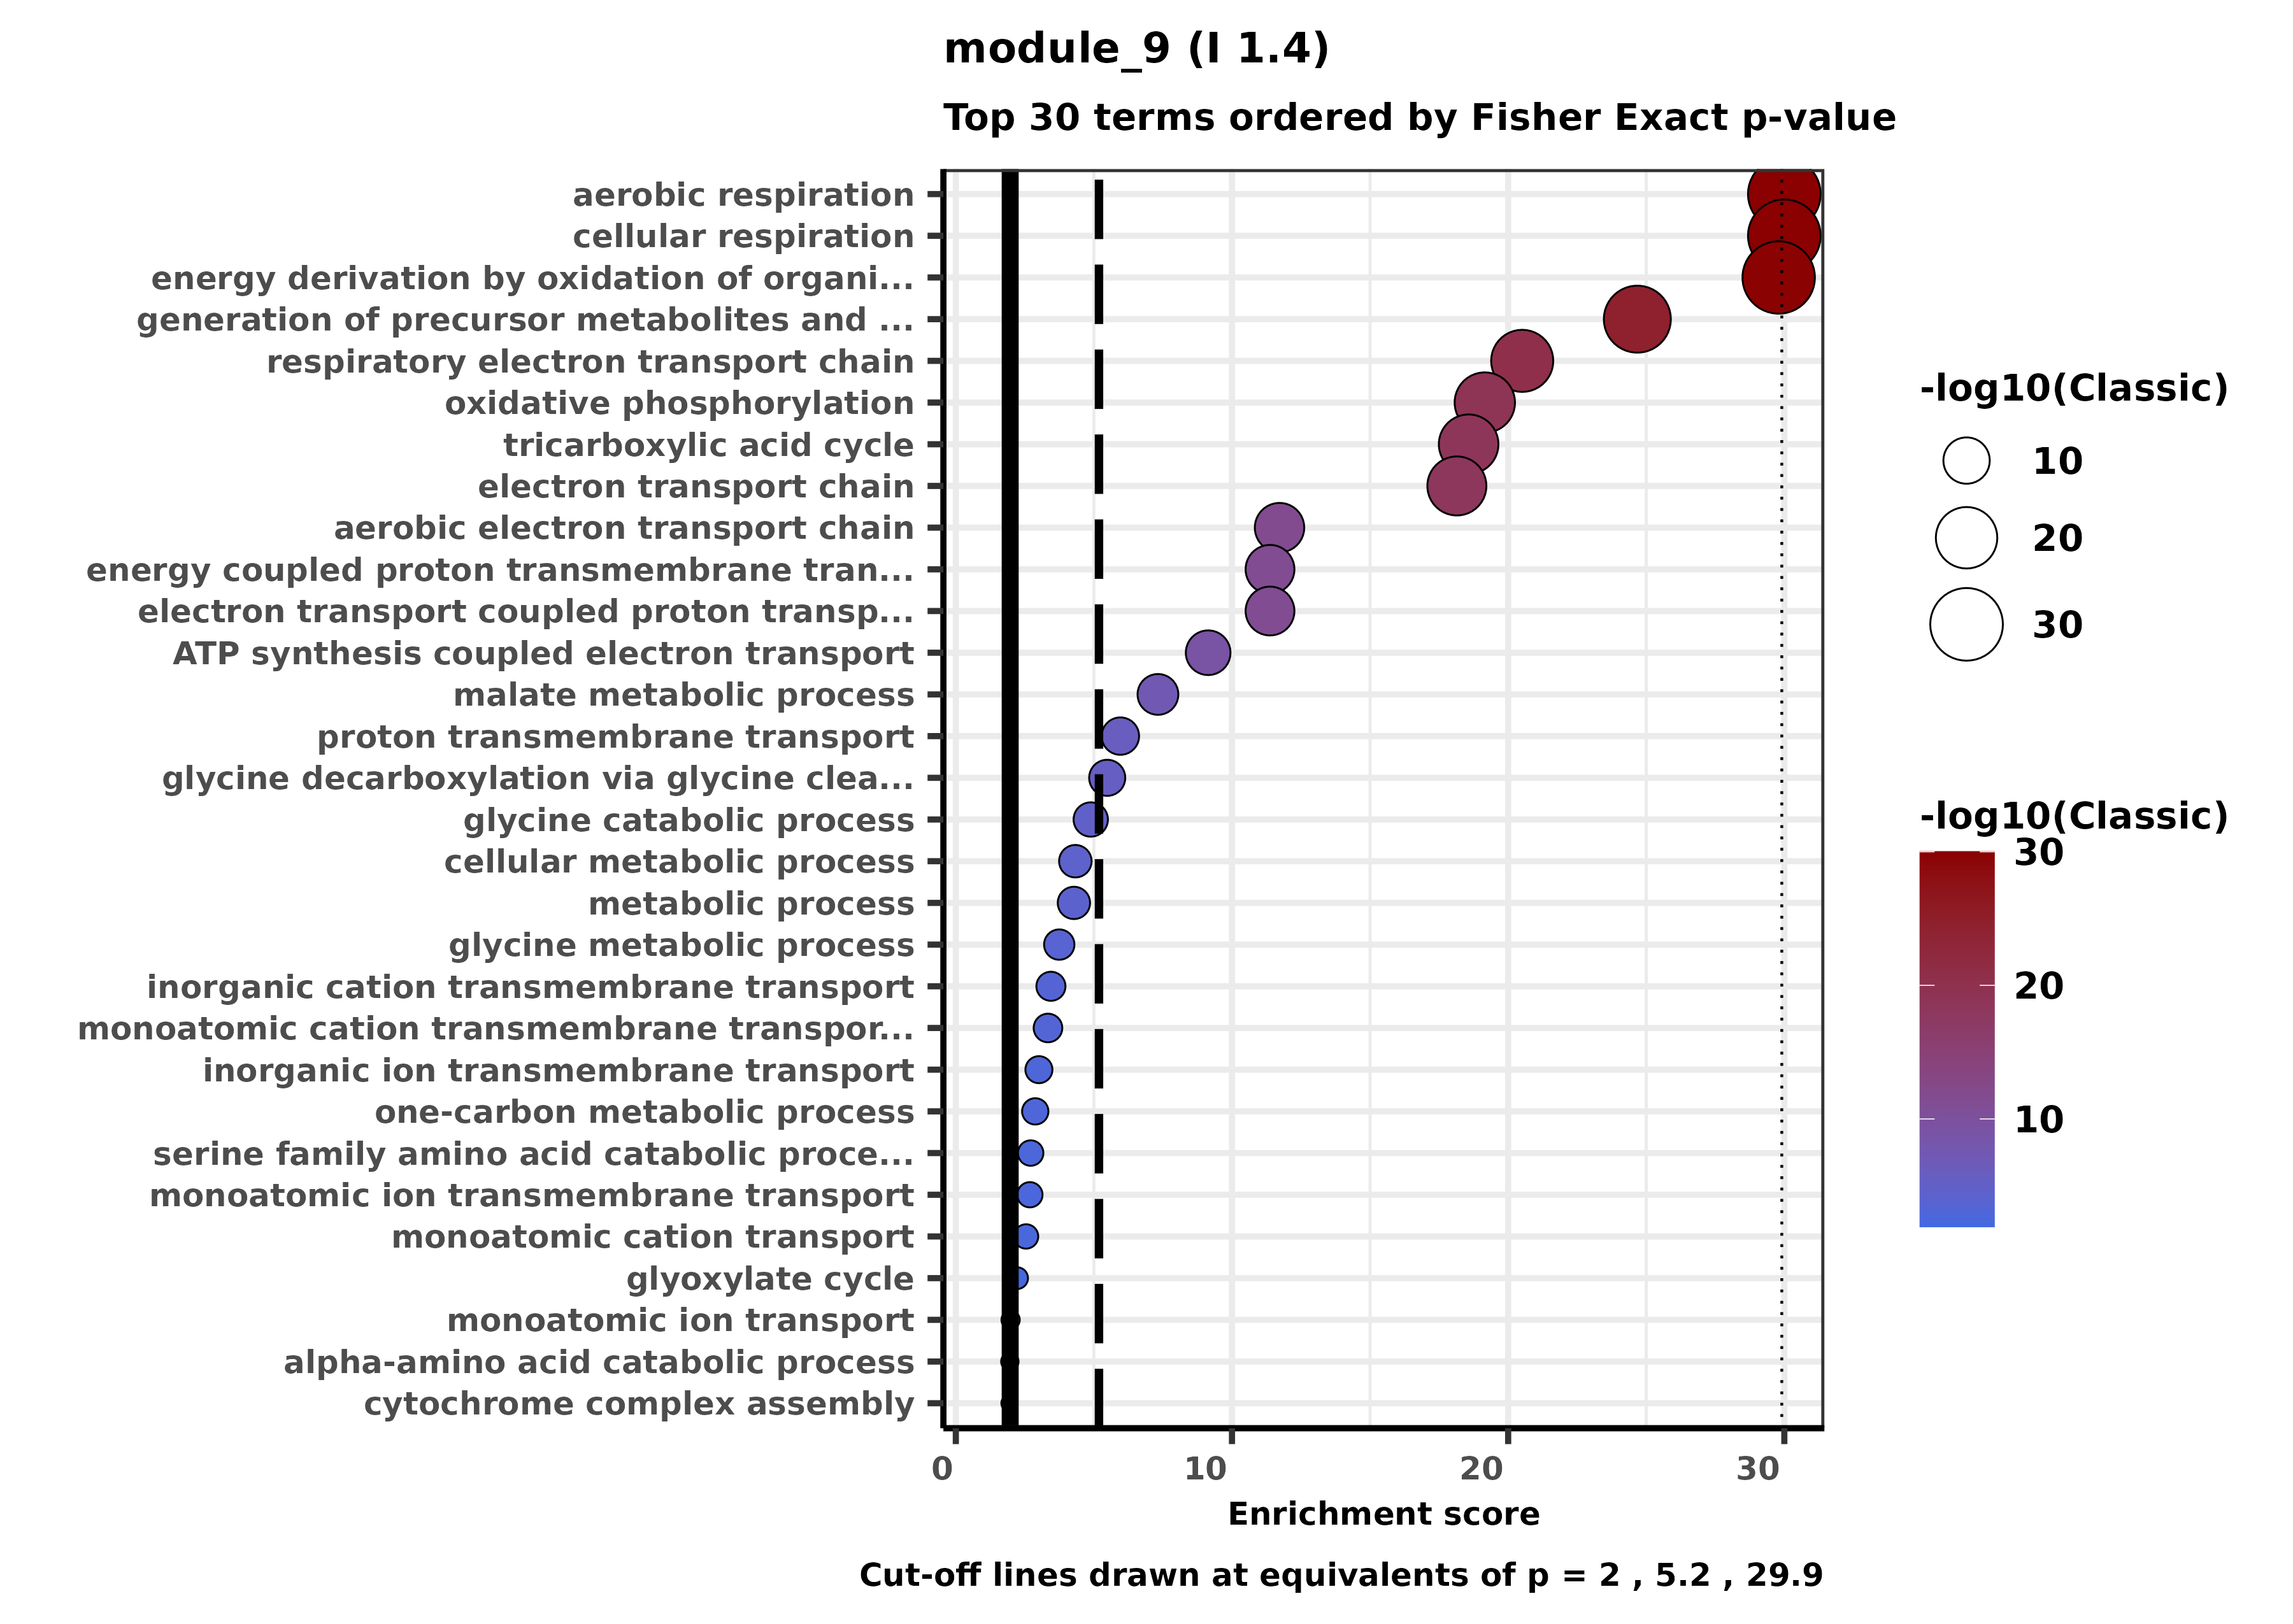 module_9 (I 1.4)
Top 30 terms ordered by Fisher Exact p-value
aerobic respiration
cellular respiration
energy derivation by oxidation of organi...
generation of precursor metabolites and ...
respiratory electron transport chain
oxidative phosphorylation
tricarboxylic acid cycle
electron transport chain
aerobic electron transport chain
energy coupled proton transmembrane tran...
electron transport coupled proton transp...
ATP synthesis coupled electron transport
malate metabolic process
proton transmembrane transport
glycine decarboxylation via glycine clea...
glycine catabolic process
cellular metabolic process
metabolic process
glycine metabolic process
inorganic cation transmembrane transport
monoatomic cation transmembrane transpor...
inorganic ion transmembrane transport
one-carbon metabolic process
serine family amino acid catabolic proce...
monoatomic ion transmembrane transport
monoatomic cation transport
glyoxylate cycle
monoatomic ion transport
alpha-amino acid catabolic process
cytochrome complex assembly
0 10 20 30
Enrichment score
Cut-off lines drawn at equivalents of p = 2 , 5.2 , 29.9
-log10(Classic)
10
20
30
-log10(Classic)
30
20
10